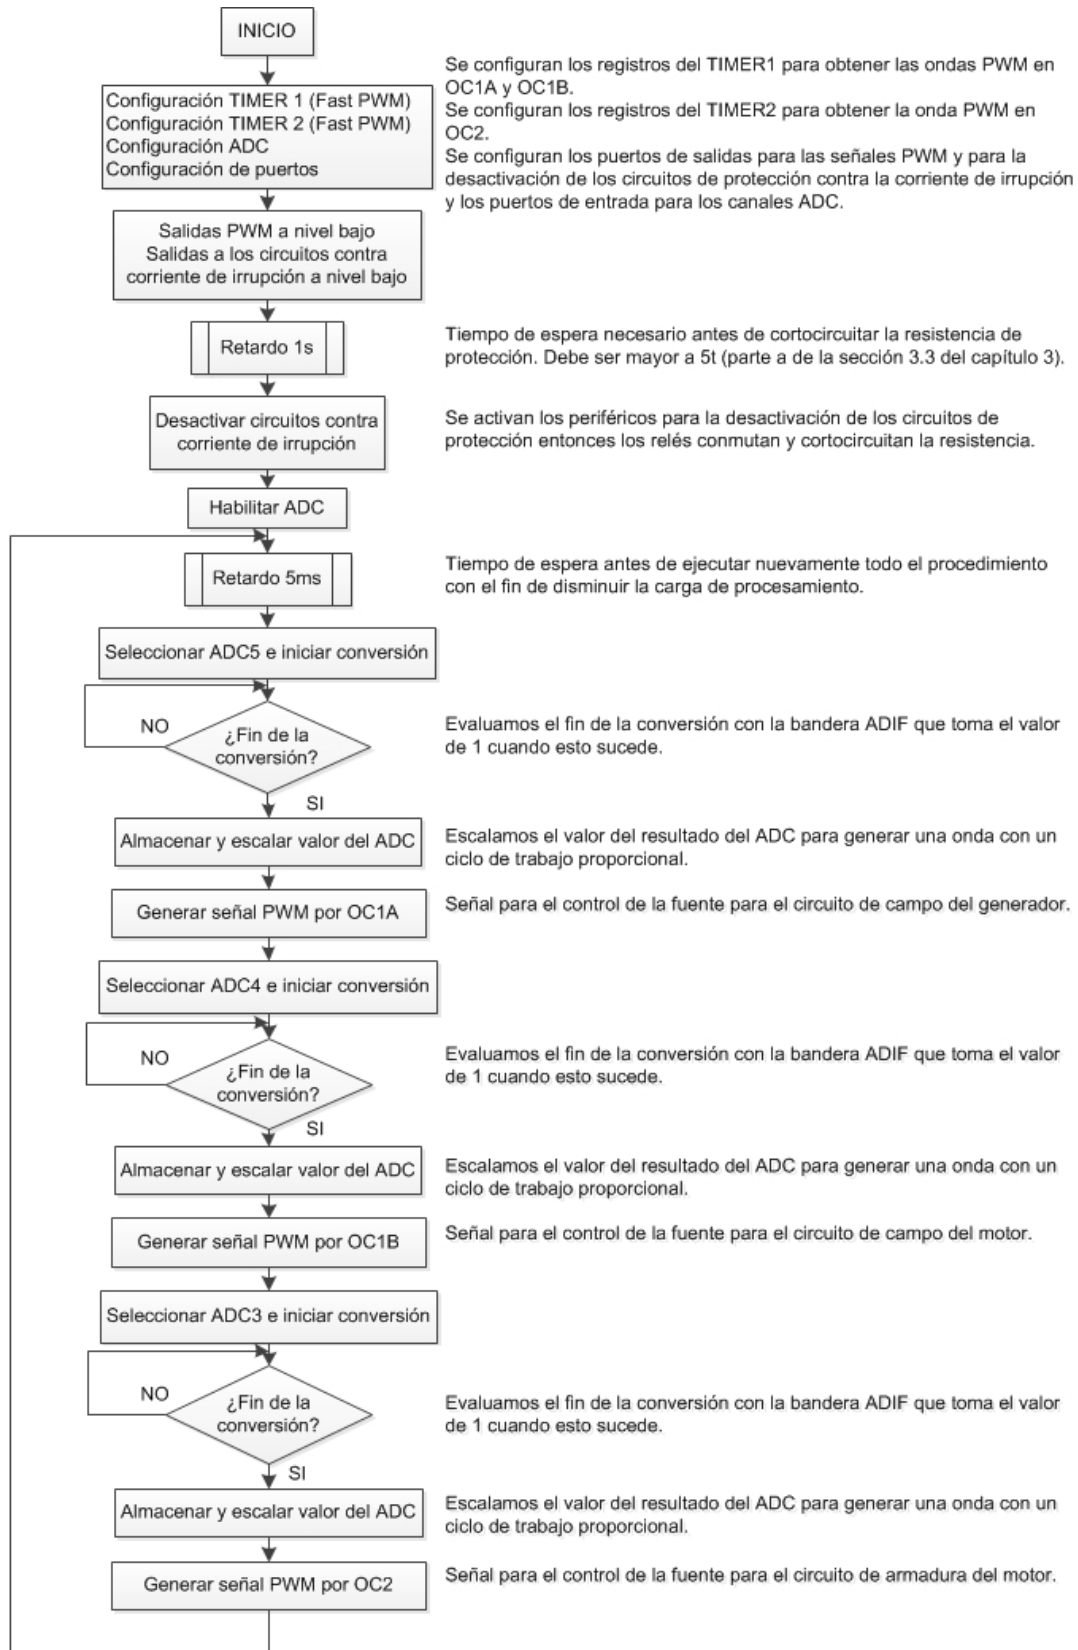 INICIO
Configuración TIMER 1 (Fast PWM)
Configuración TIMER 2 (Fast PWM)
Configuración ADC
Configuración de puertos
Se configuran los registros del TIMER1 para obtener las ondas PWM en
OC1A y OC1B.
Se configuran los registros del TIMER2 para obtener la onda PWM en
OC2.
Se configuran los puertos de salidas para las señales PWM y para la
desactivación de los circuitos de protección contra la corriente de irrupción
y los puertos de entrada para los canales ADC.
Salidas PWM a nivel bajo
Salidas a los circuitos contra
corriente de irrupción a nivel bajo
Retardo 1s
Tiempo de espera necesario antes de cortocircuitar la resistencia de
protección. Debe ser mayor a 5t (parte a de la sección 3.3 del capítulo 3).
Desactivar circuitos contra
corriente de irrupción
Se activan los periféricos para la desactivación de los circuitos de
protección entonces los relés conmutan y cortocircuitan la resistencia.
Habilitar ADC
Retardo 5ms
Tiempo de espera antes de ejecutar nuevamente todo el procedimiento
con el fin de disminuir la carga de procesamiento.
Seleccionar ADC5 e iniciar conversión
NO
¿Fin de la
conversión?
Evaluamos el fin de la conversión con la bandera ADIF que toma el valor
de 1 cuando esto sucede.
SI
Almacenar y escalar valor del ADC
Escalamos el valor del resultado del ADC para generar una onda con un
ciclo de trabajo proporcional.
Generar señal PWM por OC1A
Señal para el control de la fuente para el circuito de campo del generador.
Seleccionar ADC4 e iniciar conversión
NO
¿Fin de la
conversión?
Evaluamos el fin de la conversión con la bandera ADIF que toma el valor
de 1 cuando esto sucede.
SI
Almacenar y escalar valor del ADC
Escalamos el valor del resultado del ADC para generar una onda con un
ciclo de trabajo proporcional.
Generar señal PWM por OC1B
Señal para el control de la fuente para el circuito de campo del motor.
Seleccionar ADC3 e iniciar conversión
NO
¿Fin de la
conversión?
Evaluamos el fin de la conversión con la bandera ADIF que toma el valor
de 1 cuando esto sucede.
SI
Almacenar y escalar valor del ADC
Escalamos el valor del resultado del ADC para generar una onda con un
ciclo de trabajo proporcional.
Generar señal PWM por OC2
Señal para el control de la fuente para el circuito de armadura del motor.